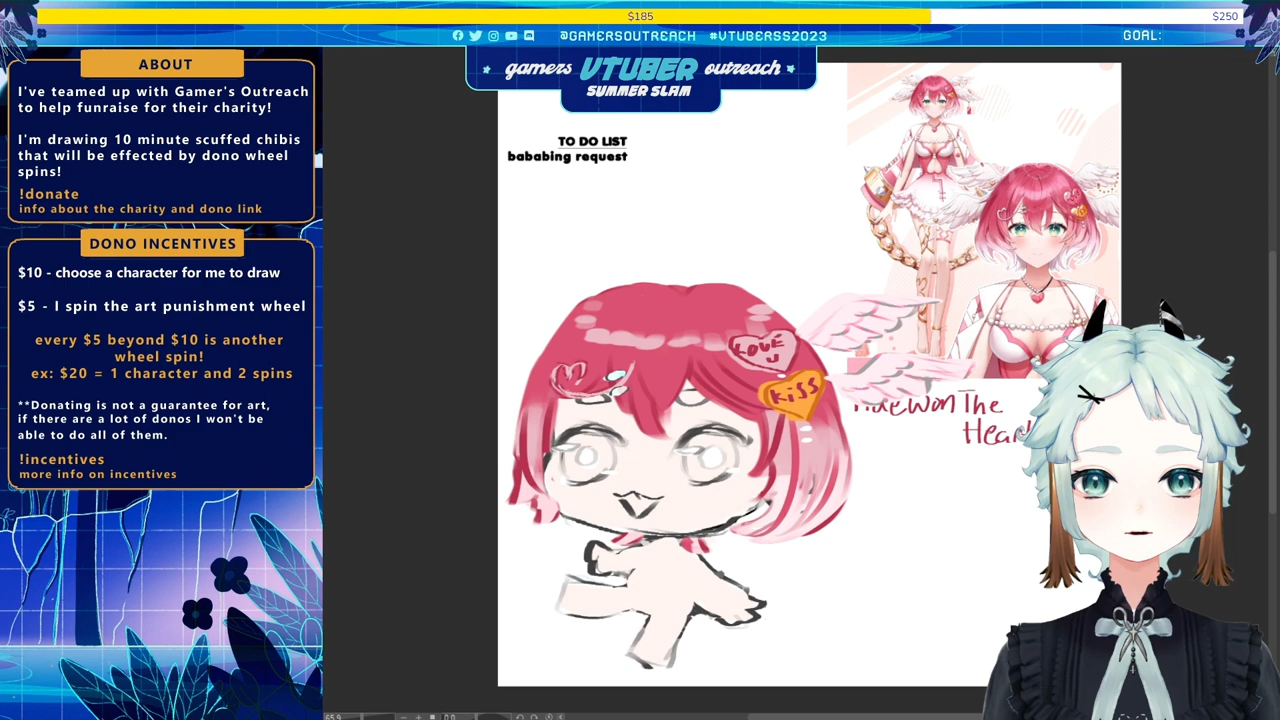 $185
$250
@GAMERSOUTREACH #VTUBERSS2023
GOAL:
gamers VTUBER outreach
SUMMER SLAM
ABOUT
I've teamed up with Gamer's Outreach
to help funraise for their charity!
I'm drawing 10 minute scuffed chibis
that will be effected by dono wheel
spins!
!donate
info about the charity and dono link
DONO INCENTIVES
$10 - choose a character for me to draw
$5 - I spin the art punishment wheel
every $5 beyond $10 is another
wheel spin!
ex: $20 = 1 character and 2 spins
**Donating is not a guarantee for art,
if there are a lot of donos I won't be
able to do all of them.
!incentives
more info on incentives
TO DO LIST
bababing request
LOVE
U
KISS
The
65.9
0.0